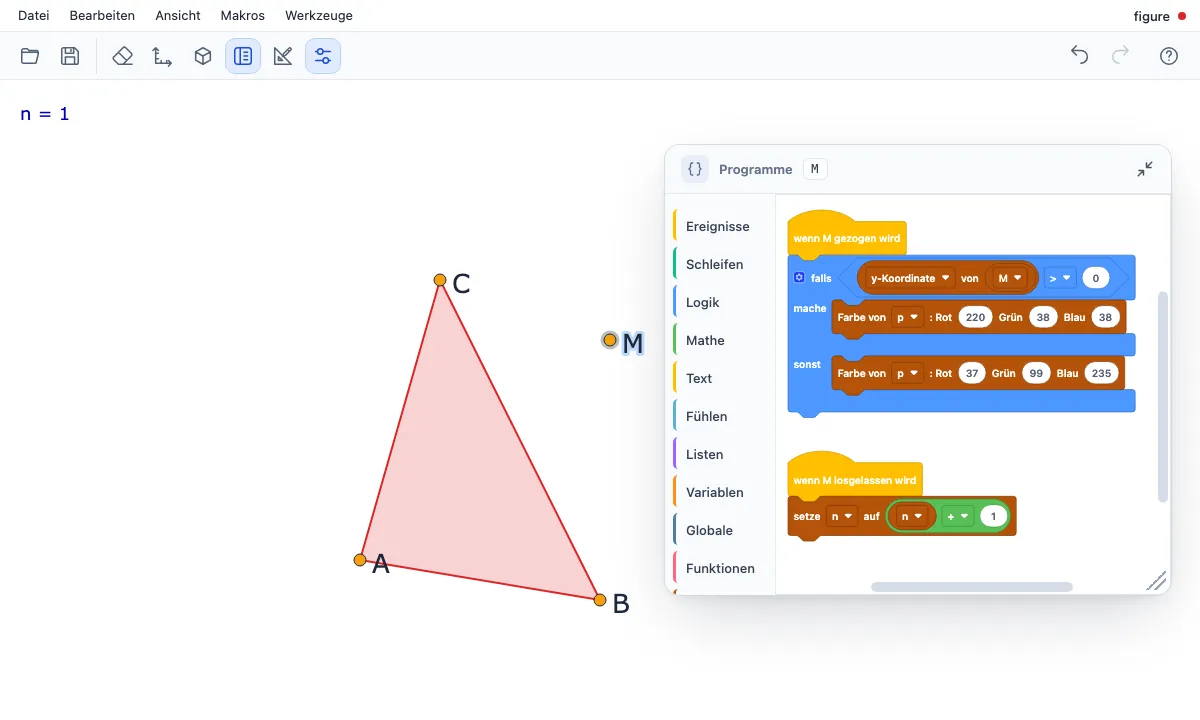 Datei Bearbeiten Ansicht Makros Werkzeuge figure
n = 1
C
M
A
B
{} Programme M
Ereignisse
Schleifen
Logik
Mathe
Text
Fühlen
Listen
Variablen
Globale
Funktionen
wenn M gezogen wird
falls y-Koordinate von M > 0
mache Farbe von p : Rot 220 Grün 38 Blau 38
sonst Farbe von p : Rot 37 Grün 99 Blau 235
wenn M losgelassen wird
setze n auf n + 1